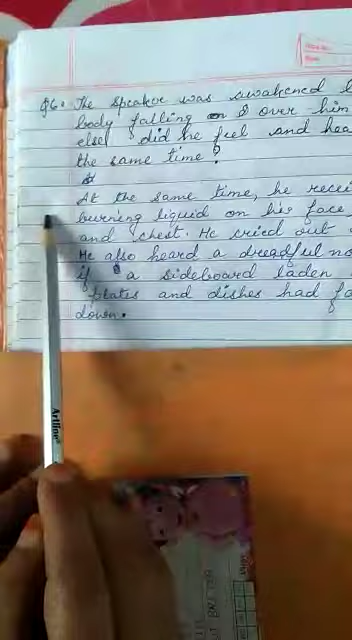 Q6. The speaker was awakened
body falling over him
else did he feel and hea
the same time?
At the same time, he recei
burning liquid on his face
and chest. He cried out
He also heard a dreadful no
if a sideboard laden
plates and dishes had fa
down.
Artline